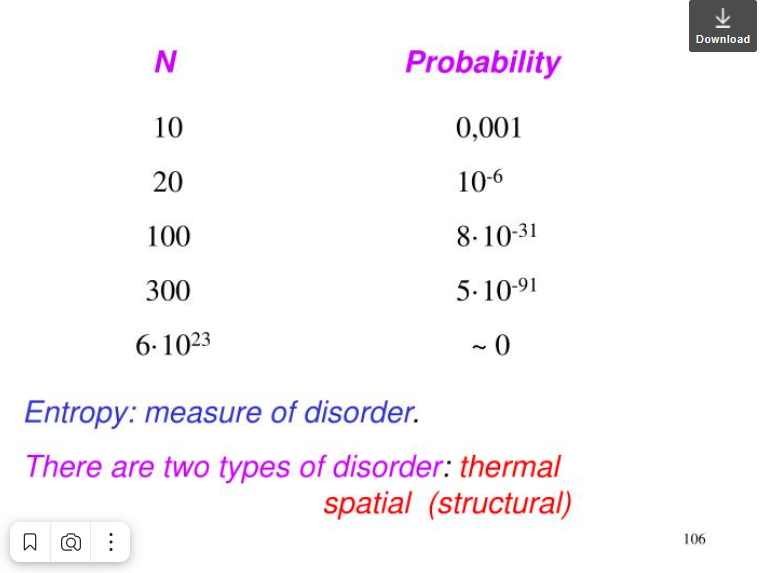 Download
N Probability
10 0,001
20 10⁻⁶
100 8·10⁻³¹
300 5·10⁻⁹¹
6·10²³ ~ 0
Entropy: measure of disorder.
There are two types of disorder: thermal
spatial (structural)
106